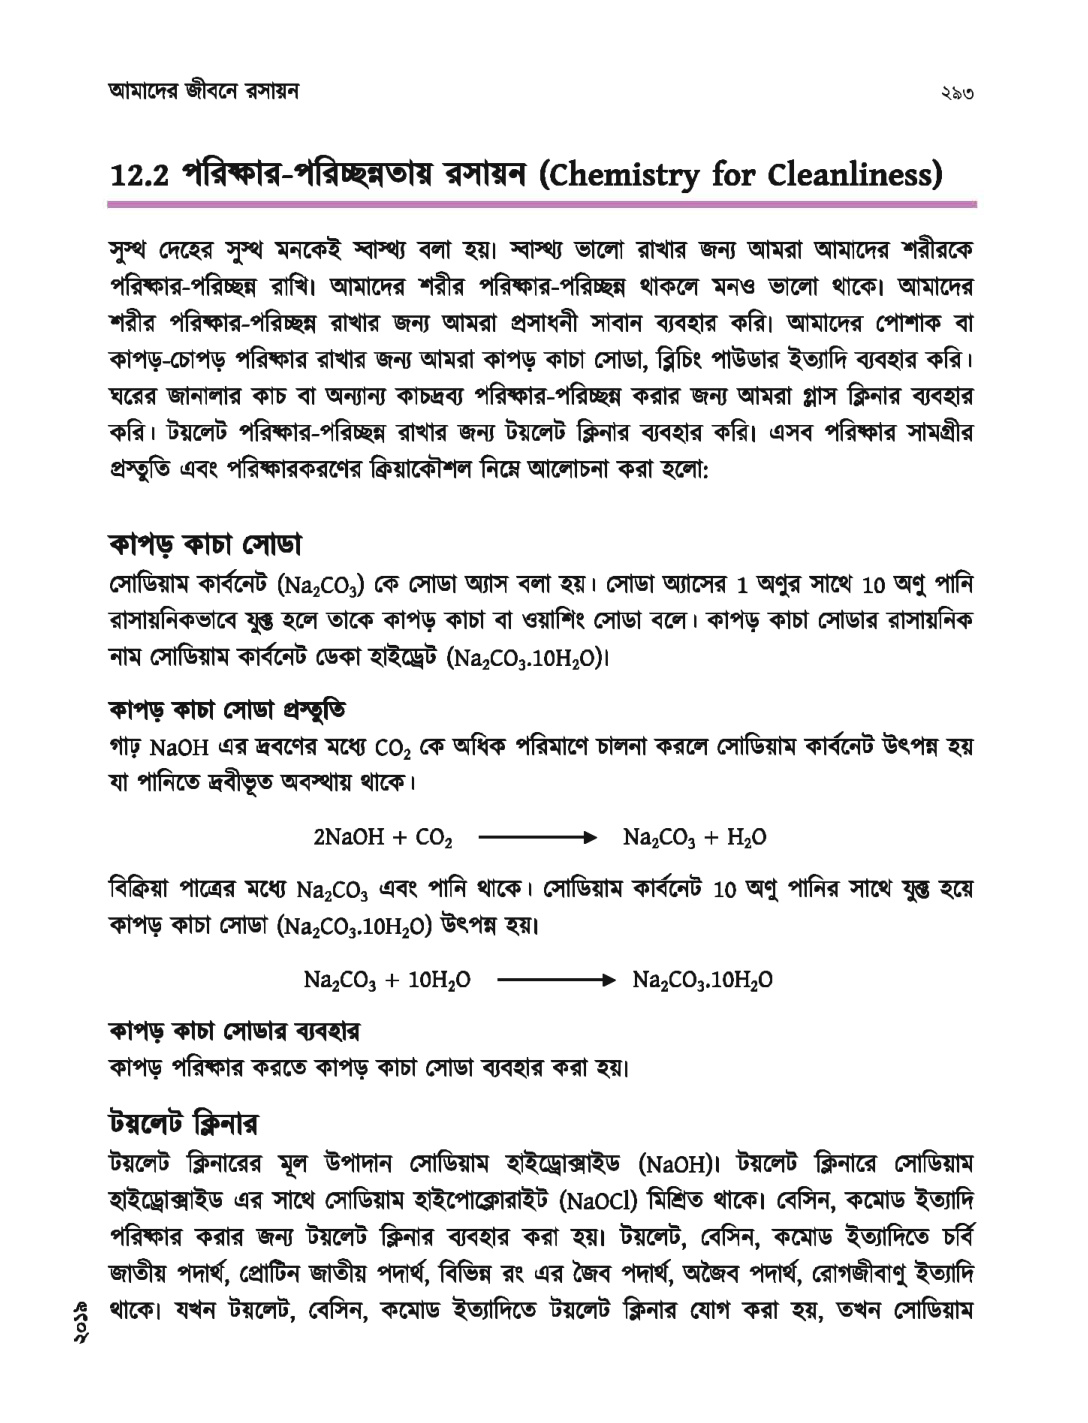 আমাদের জীবনে রসায়ন ২৯৩
12.2 পরিষ্কার-পরিচ্ছন্নতায় রসায়ন (Chemistry for Cleanliness)
সুস্থ দেহের সুস্থ মনকেই স্বাস্থ্য বলা হয়। স্বাস্থ্য ভালো রাখার জন্য আমরা আমাদের শরীরকে
পরিষ্কার-পরিচ্ছন্ন রাখি। আমাদের শরীর পরিষ্কার-পরিচ্ছন্ন থাকলে মনও ভালো থাকে। আমাদের
শরীর পরিষ্কার-পরিচ্ছন্ন রাখার জন্য আমরা প্রসাধনী সাবান ব্যবহার করি। আমাদের পোশাক বা
কাপড়-চোপড় পরিষ্কার রাখার জন্য আমরা কাপড় কাচা সোডা, ব্লিচিং পাউডার ইত্যাদি ব্যবহার করি।
ঘরের জানালার কাচ বা অন্যান্য কাচদ্রব্য পরিষ্কার-পরিচ্ছন্ন করার জন্য আমরা গ্লাস ক্লিনার ব্যবহার
করি। টয়লেট পরিষ্কার-পরিচ্ছন্ন রাখার জন্য টয়লেট ক্লিনার ব্যবহার করি। এসব পরিষ্কার সামগ্রীর
প্রস্তুতি এবং পরিষ্কারকরণের ক্রিয়াকৌশল নিম্নে আলোচনা করা হলো:
কাপড় কাচা সোডা
সোডিয়াম কার্বনেট (Na₂CO₃) কে সোডা অ্যাস বলা হয়। সোডা অ্যাসের 1 অণুর সাথে 10 অণু পানি
রাসায়নিকভাবে যুক্ত হলে তাকে কাপড় কাচা বা ওয়াশিং সোডা বলে। কাপড় কাচা সোডার রাসায়নিক
নাম সোডিয়াম কার্বনেট ডেকা হাইড্রেট (Na₂CO₃.10H₂O)।
কাপড় কাচা সোডা প্রস্তুতি
গাঢ় NaOH এর দ্রবণের মধ্যে CO₂ কে অধিক পরিমাণে চালনা করলে সোডিয়াম কার্বনেট উৎপন্ন হয়
যা পানিতে দ্রবীভূত অবস্থায় থাকে।
2NaOH + CO₂ ⟶ Na₂CO₃ + H₂O
বিক্রিয়া পাত্রের মধ্যে Na₂CO₃ এবং পানি থাকে। সোডিয়াম কার্বনেট 10 অণু পানির সাথে যুক্ত হয়ে
কাপড় কাচা সোডা (Na₂CO₃.10H₂O) উৎপন্ন হয়।
Na₂CO₃ + 10H₂O ⟶ Na₂CO₃.10H₂O
কাপড় কাচা সোডার ব্যবহার
কাপড় পরিষ্কার করতে কাপড় কাচা সোডা ব্যবহার করা হয়।
টয়লেট ক্লিনার
টয়লেট ক্লিনারের মূল উপাদান সোডিয়াম হাইড্রোক্সাইড (NaOH)। টয়লেট ক্লিনারে সোডিয়াম
হাইড্রোক্সাইড এর সাথে সোডিয়াম হাইপোক্লোরাইট (NaOCl) মিশ্রিত থাকে। বেসিন, কমোড ইত্যাদি
পরিষ্কার করার জন্য টয়লেট ক্লিনার ব্যবহার করা হয়। টয়লেট, বেসিন, কমোড ইত্যাদিতে চর্বি
জাতীয় পদার্থ, প্রোটিন জাতীয় পদার্থ, বিভিন্ন রং এর জৈব পদার্থ, অজৈব পদার্থ, রোগজীবাণু ইত্যাদি
থাকে। যখন টয়লেট, বেসিন, কমোড ইত্যাদিতে টয়লেট ক্লিনার যোগ করা হয়, তখন সোডিয়াম
২০১৯